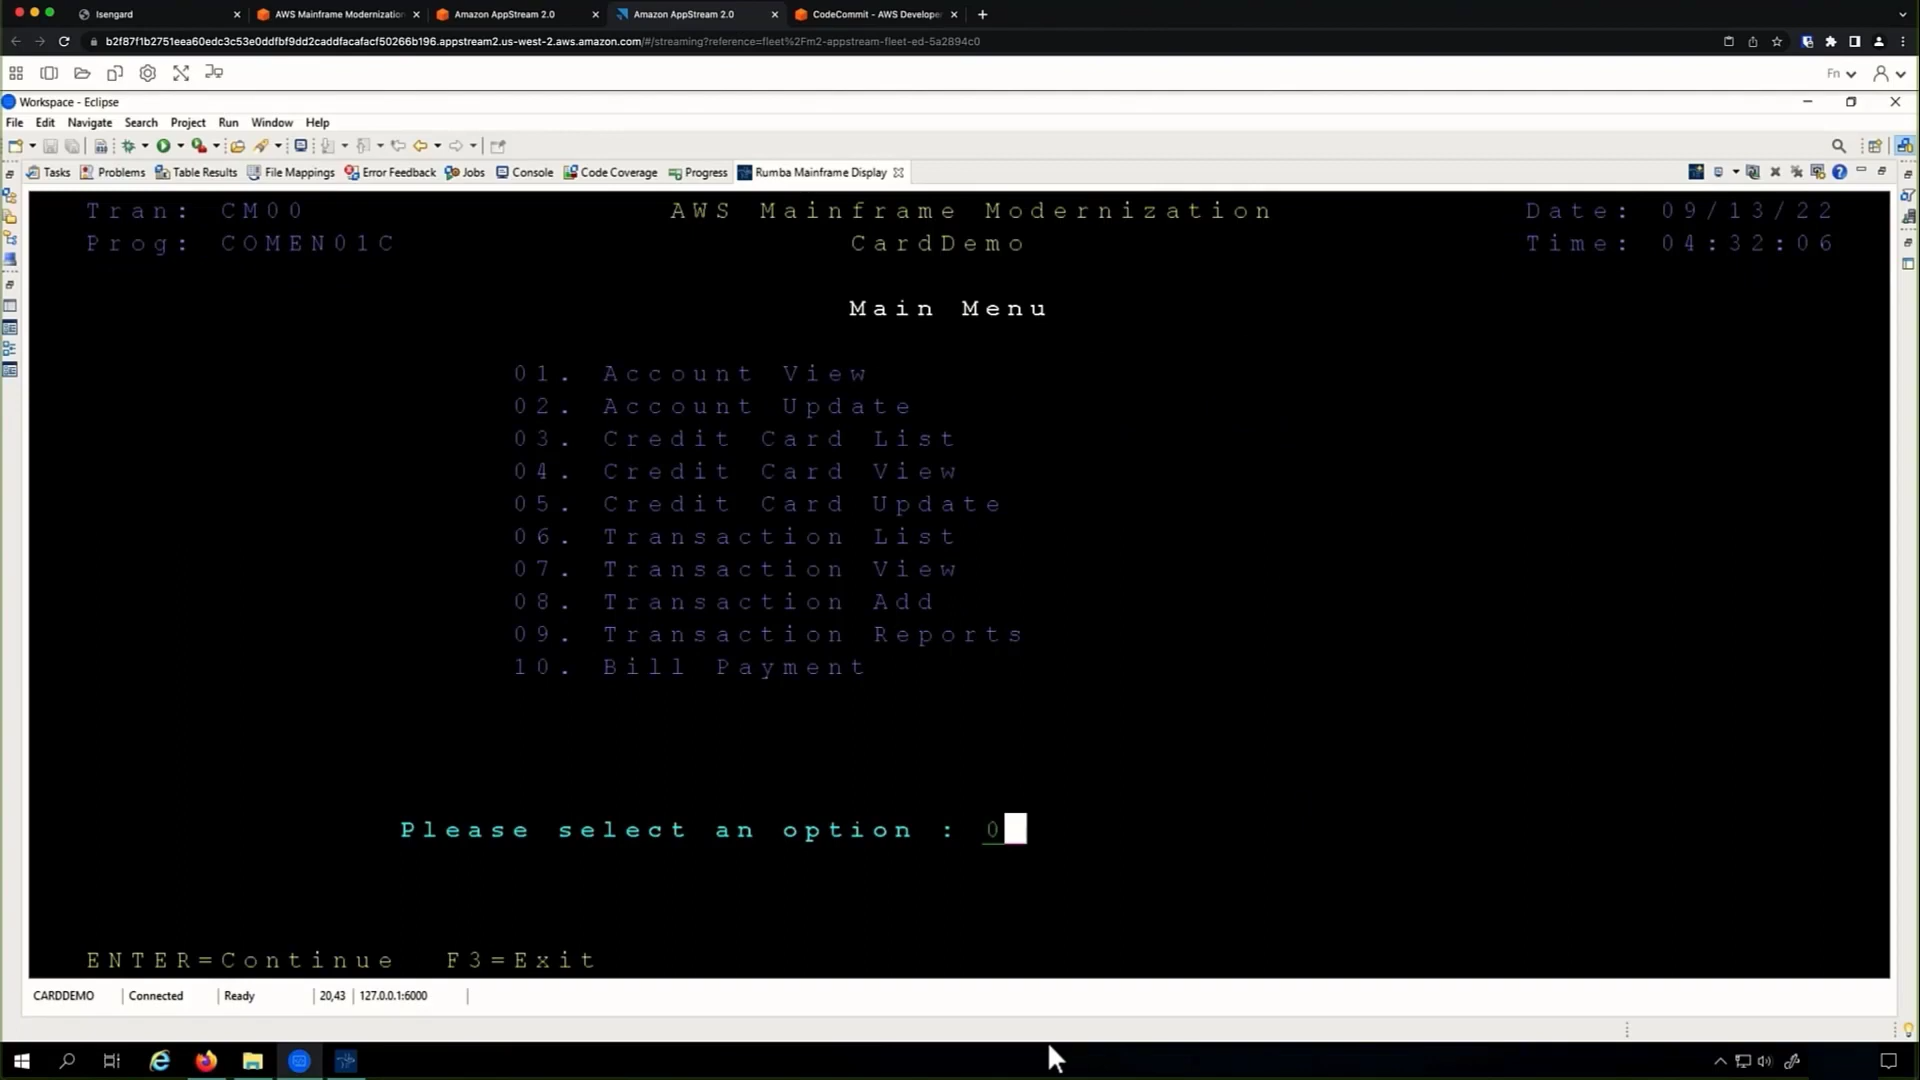 Isengard
AWS Mainframe Modernization
Amazon AppStream 2.0
Amazon AppStream 2.0
CodeCommit - AWS Developer
b2f87f1b2751eea60edc3c53e0ddfbf9dd2caddfacafacf50266b196.appstream2.us-west-2.aws.amazon.com/#/streaming?reference=fleet%2Fm2-appstream-fleet-ed-5a2894c0
Fn
Workspace - Eclipse
File Edit Navigate Search Project Run Window Help
Tasks Problems Table Results File Mappings Error Feedback Jobs Console Code Coverage Progress Rumba Mainframe Display
Tran: CM00 AWS Mainframe Modernization Date: 09/13/22
Prog: COMEN01C CardDemo Time: 04:32:06
Main Menu
01. Account View
02. Account Update
03. Credit Card List
04. Credit Card View
05. Credit Card Update
06. Transaction List
07. Transaction View
08. Transaction Add
09. Transaction Reports
10. Bill Payment
Please select an option : 0
ENTER=Continue F3=Exit
CARDDEMO Connected Ready 20,43 127.0.0.1:6000